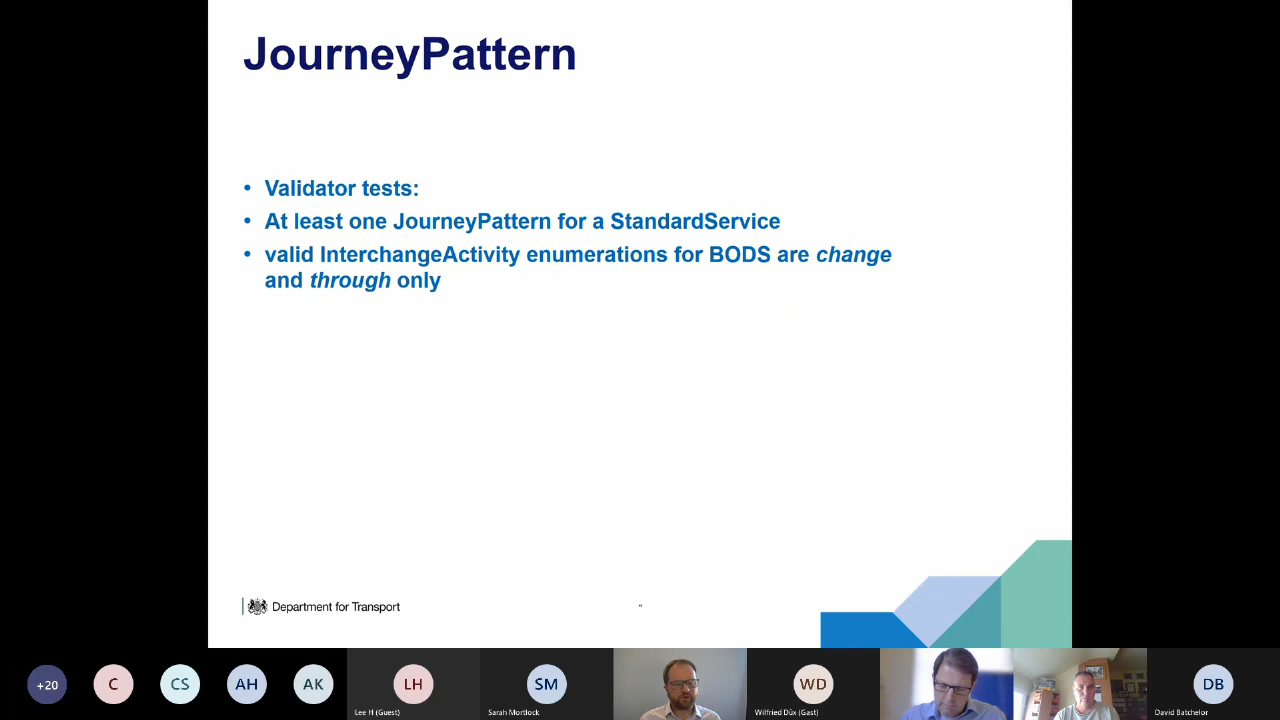 JourneyPattern
• Validator tests:
• At least one JourneyPattern for a StandardService
• valid InterchangeActivity enumerations for BODS are change
and through only
Department for Transport
+20
C
CS
AH
AK
LH
Lee H (Guest)
SM
Sarah Mortlock
WD
Wilfried Düx (Gast)
DB
David Batchelor